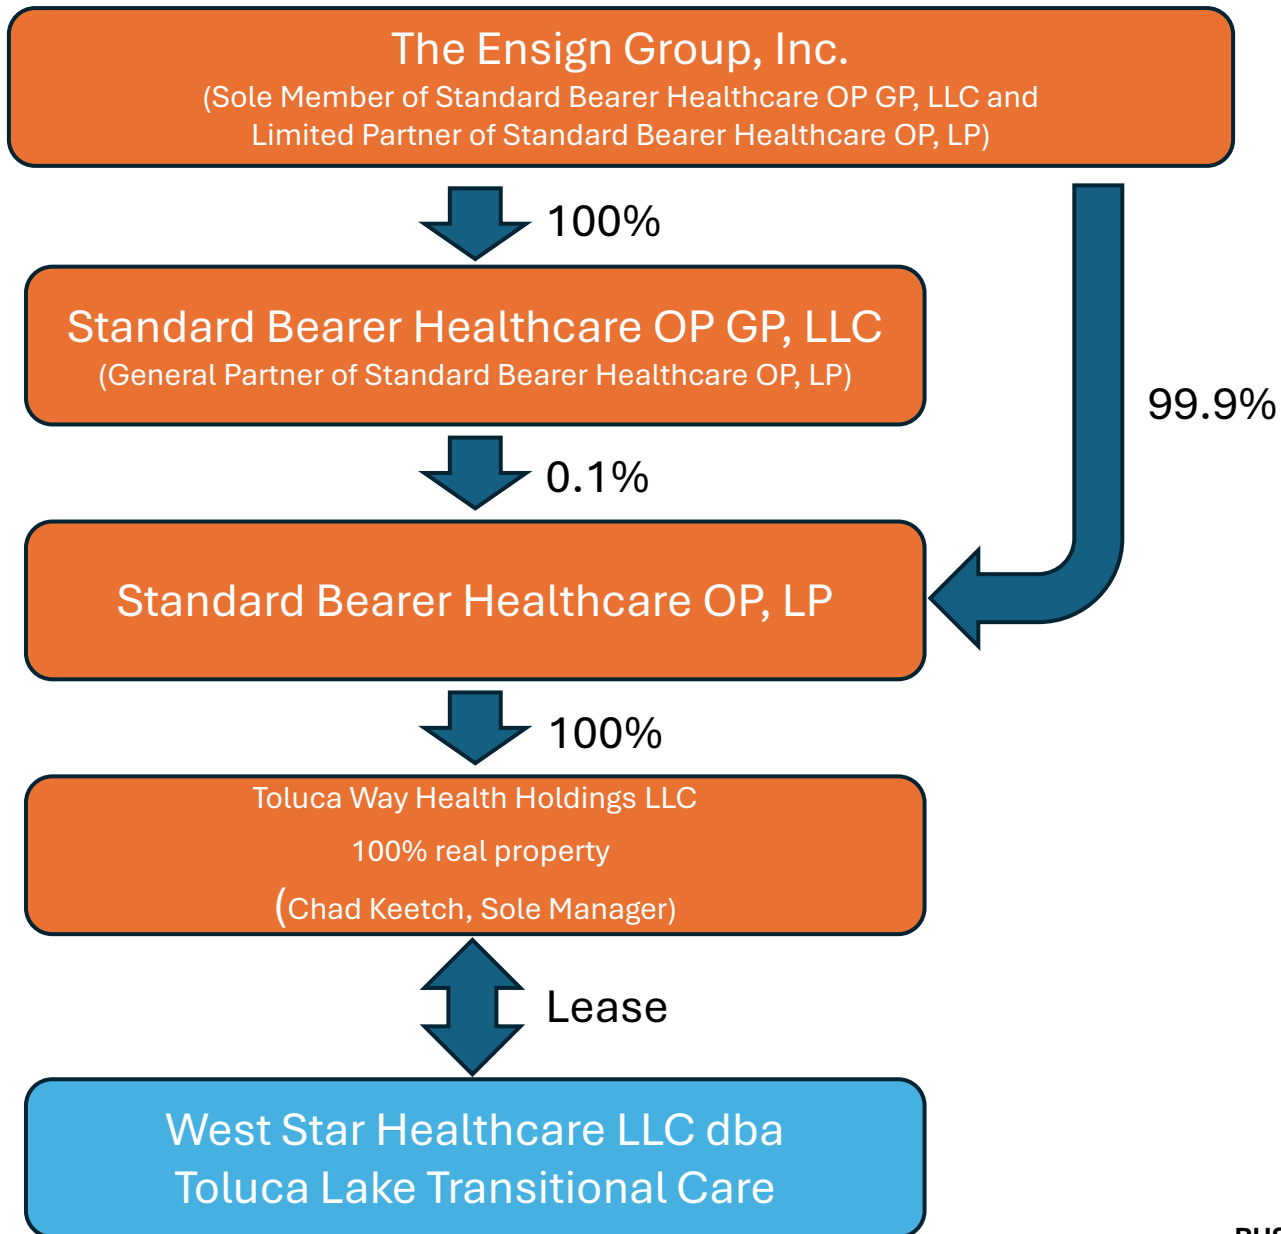 The Ensign Group, Inc.
(Sole Member of Standard Bearer Healthcare OP GP, LLC and
Limited Partner of Standard Bearer Healthcare OP, LP)
100%
Standard Bearer Healthcare OP GP, LLC
(General Partner of Standard Bearer Healthcare OP, LP)
99.9%
0.1%
Standard Bearer Healthcare OP, LP
100%
Toluca Way Health Holdings LLC
100% real property
(Chad Keetch, Sole Manager)
Lease
West Star Healthcare LLC dba
Toluca Lake Transitional Care